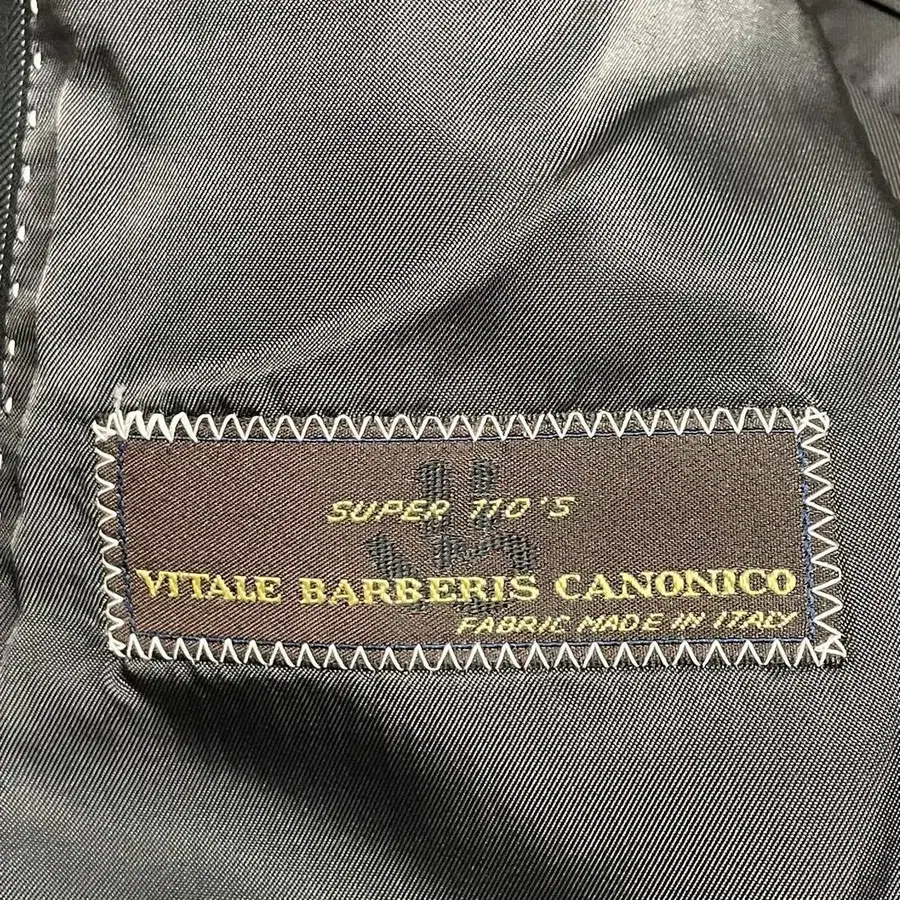 SUPER 110'S
VITALE BARBERIS CANONICO
FABRIC MADE IN ITALY